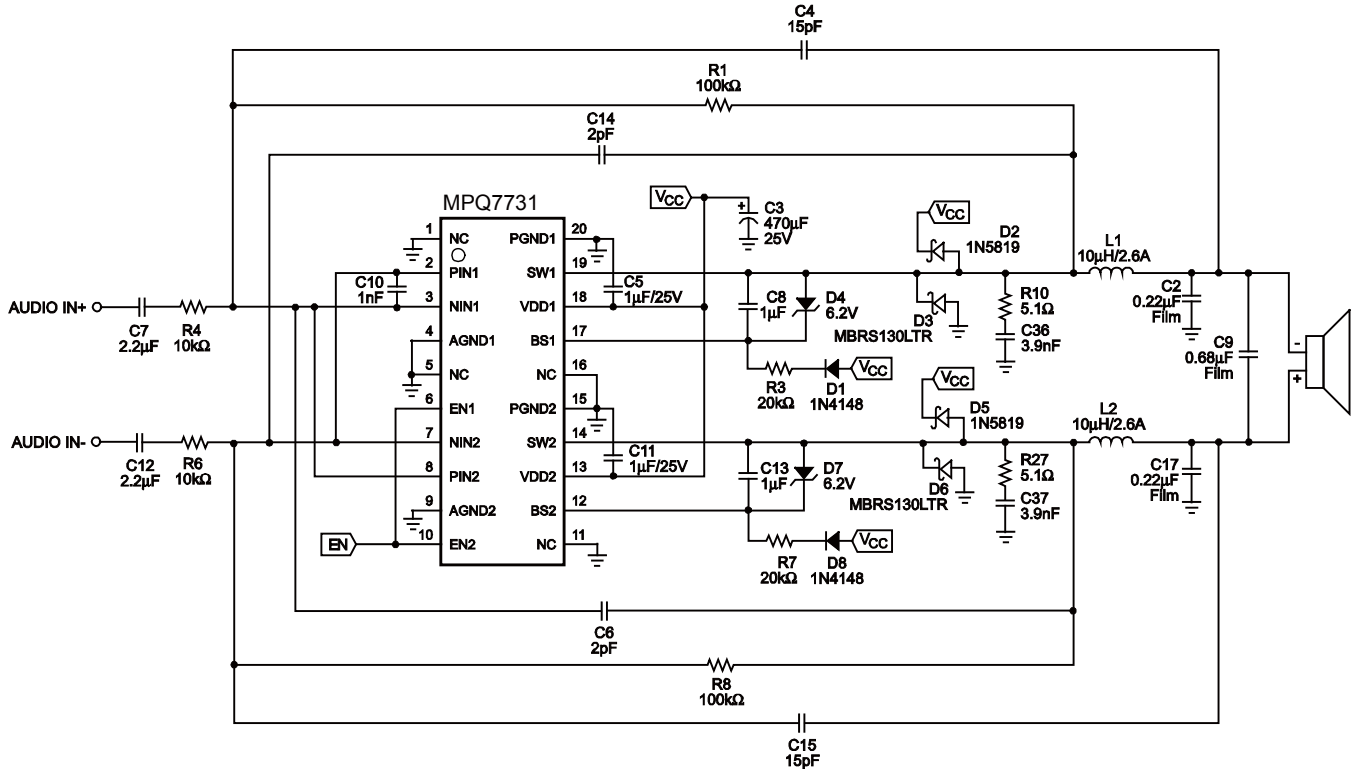 C4
15pF
R1
100kΩ
C14
2pF
MPQ7731
VCC
+
C3
470µF
25V
VCC
D2
1N5819
L1
10µH/2.6A
1
NC
PGND1
20
2
PIN1
SW1
19
C10
1nF
C5
1µF/25V
3
NIN1
VDD1
18
AUDIO IN+
C7
2.2µF
R4
10kΩ
C8
1µF
D4
6.2V
D3
MBRS130LTR
R10
5.1Ω
C36
3.9nF
C2
0.22µF
Film
C9
0.68µF
Film
-
+
4
AGND1
BS1
17
5
NC
NC
16
R3
20kΩ
D1
1N4148
VCC
VCC
D5
1N5819
L2
10µH/2.6A
6
EN1
PGND2
15
7
NIN2
SW2
14
AUDIO IN-
C12
2.2µF
R6
10kΩ
C11
1µF/25V
8
PIN2
VDD2
13
C13
1µF
D7
6.2V
D6
MBRS130LTR
R27
5.1Ω
C37
3.9nF
C17
0.22µF
Film
9
AGND2
BS2
12
EN
10
EN2
NC
11
R7
20kΩ
D8
1N4148
VCC
C6
2pF
R8
100kΩ
C15
15pF